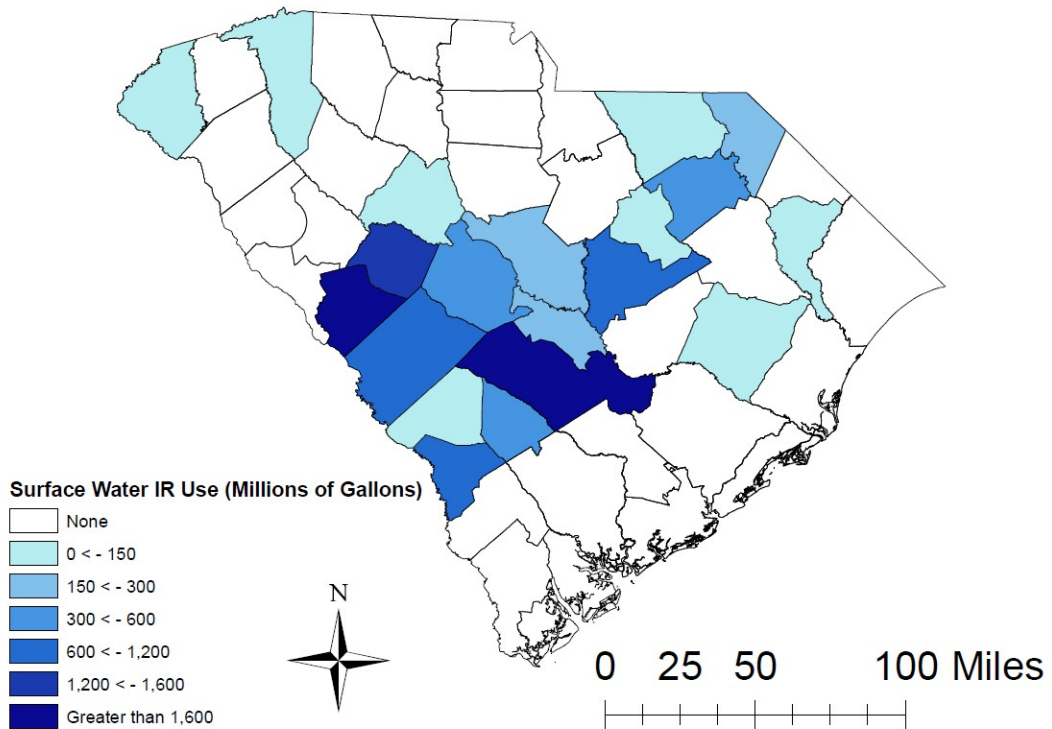 Surface Water IR Use (Millions of Gallons)
None
0 < - 150
150 < - 300
300 < - 600
600 < - 1,200
1,200 < - 1,600
Greater than 1,600
N
0 25 50 100 Miles